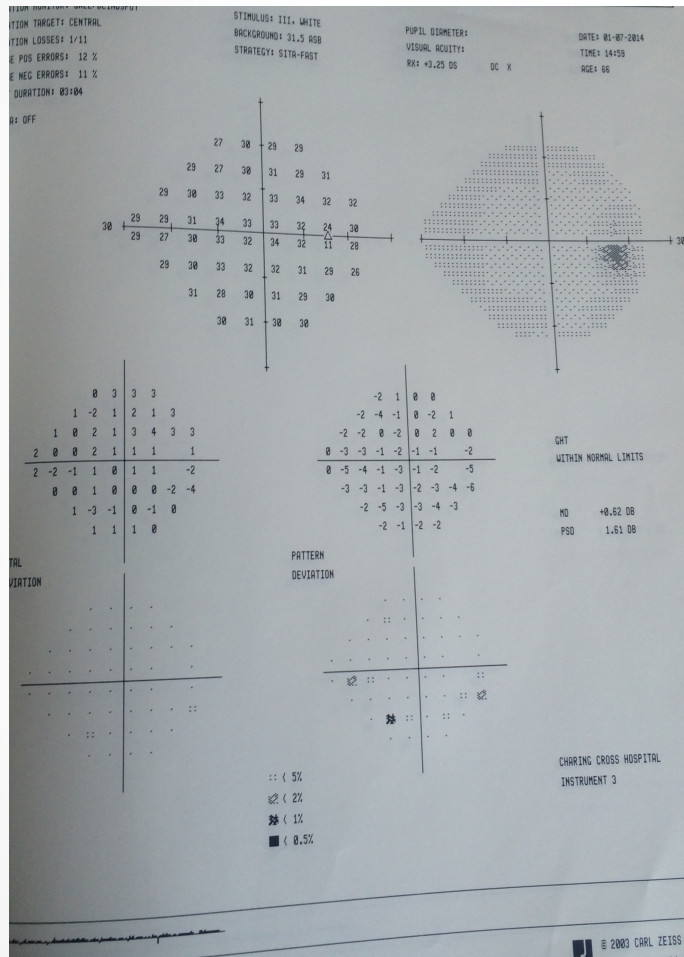 TION MONITOR: GAZE/BLINDSPOT
TION TARGET: CENTRAL
TION LOSSES: 1/11
E POS ERRORS: 12 %
E NEG ERRORS: 11 %
DURATION: 03:04
A: OFF
STIMULUS: III, WHITE
BACKGROUND: 31.5 ASB
STRATEGY: SITA-FAST
PUPIL DIAMETER:
VISUAL ACUITY:
RX: +3.25 DS DC X
DATE: 01-07-2014
TIME: 14:59
AGE: 66
27 30 29 29
29 27 30 31 29 31
29 30 33 32 33 34 32 32
30 29 29 31 34 33 33 32 24 30
29 27 30 33 32 34 32 11 28
29 30 33 32 32 31 29 26
31 28 30 31 29 30
30 31 30 30
30
0 3 3 3
1 -2 1 2 1 3
1 0 2 1 3 4 3 3
2 0 0 2 1 1 1 1
2 -2 -1 1 0 1 1 -2
0 0 1 0 0 0 -2 -4
1 -3 -1 0 -1 0
1 1 1 0
TAL
VIATION
-2 1 0 0
-2 -4 -1 0 -2 1
-2 -2 0 -2 0 2 0 0
0 -3 -3 -1 -2 -1 -1 -2
0 -5 -4 -1 -3 -1 -2 -5
-3 -3 -1 -3 -2 -3 -4 -6
-2 -5 -3 -3 -4 -3
-2 -1 -2 -2
PATTERN
DEVIATION
GHT
WITHIN NORMAL LIMITS
MD +0.62 DB
PSD 1.61 DB
< 5%
< 2%
< 1%
< 0.5%
CHARING CROSS HOSPITAL
INSTRUMENT 3
© 2003 CARL ZEISS